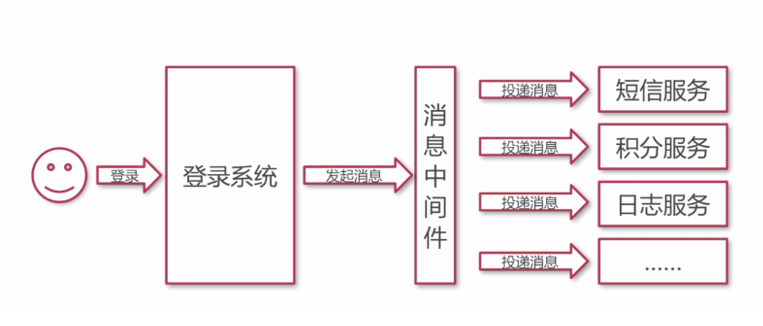 登录
登录系统
发起消息
消息中间件
投递消息
短信服务
投递消息
积分服务
投递消息
日志服务
投递消息
......